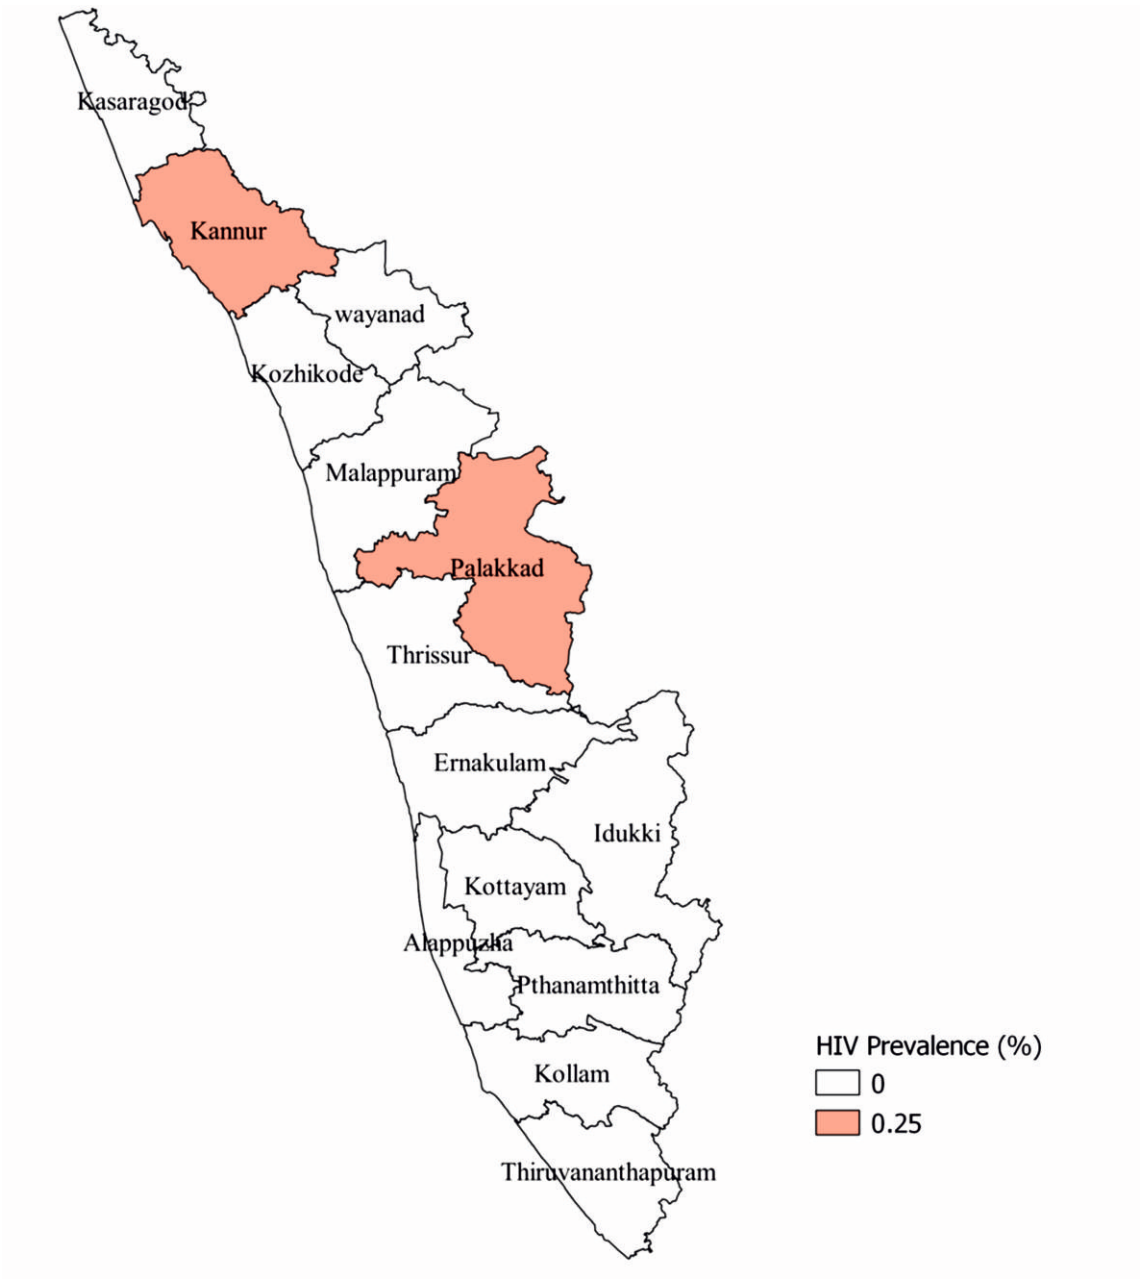 Kasaragod
Kannur
wayanad
Kozhikode
Malappuram
Palakkad
Thrissur
Ernakulam
Idukki
Kottayam
Alappuzha
Pthanamthitta
HIV Prevalence (%)
0
Kollam
0.25
Thiruvananthapuram